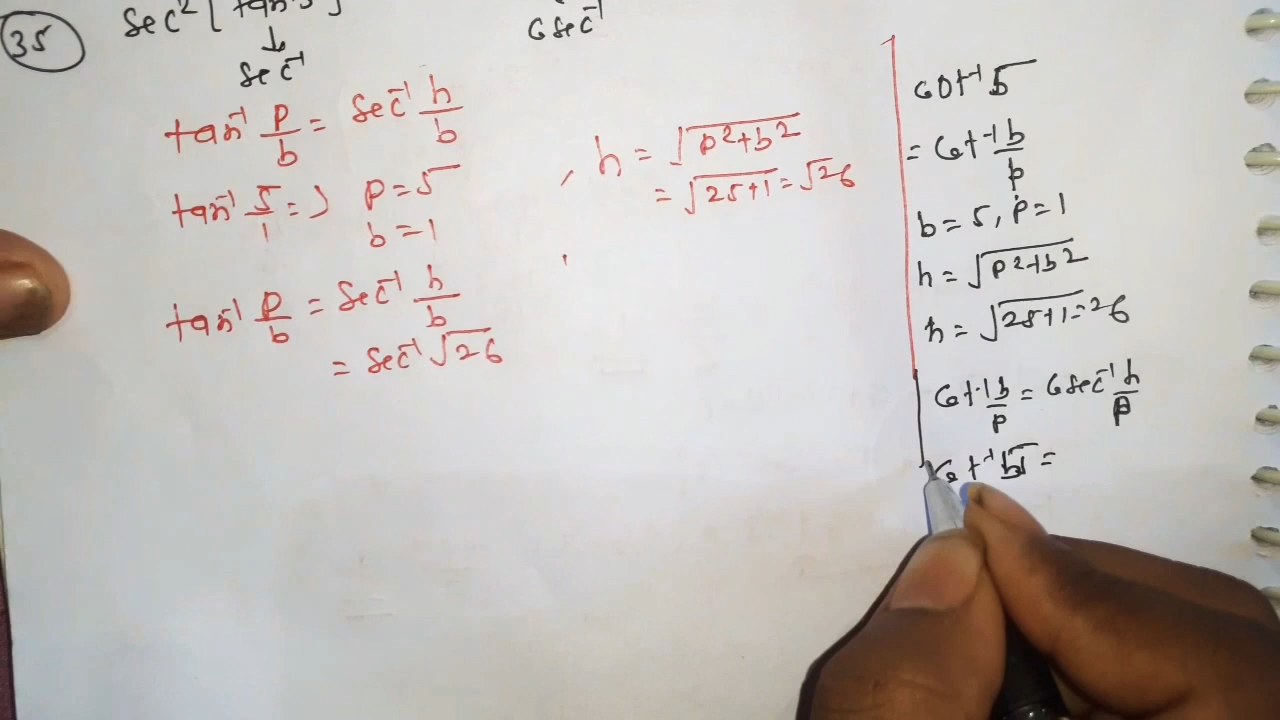 35
sec² [ tan⁻¹5 ]
↓
sec⁻¹
cosec⁻¹
tan⁻¹ p/b = sec⁻¹ h/b
tan⁻¹ 5/1 ⇒ p = 5
b = 1
, h = √(p²+b²)
= √(25+1) = √26
tan⁻¹ p/b = sec⁻¹ h/b
= sec⁻¹ √26
cot⁻¹ 5
= cot⁻¹ b/p
b = 5, p = 1
h = √(p²+b²)
h = √(25+1) = 26
cot⁻¹ b/p = cosec⁻¹ h/p
cot⁻¹ =